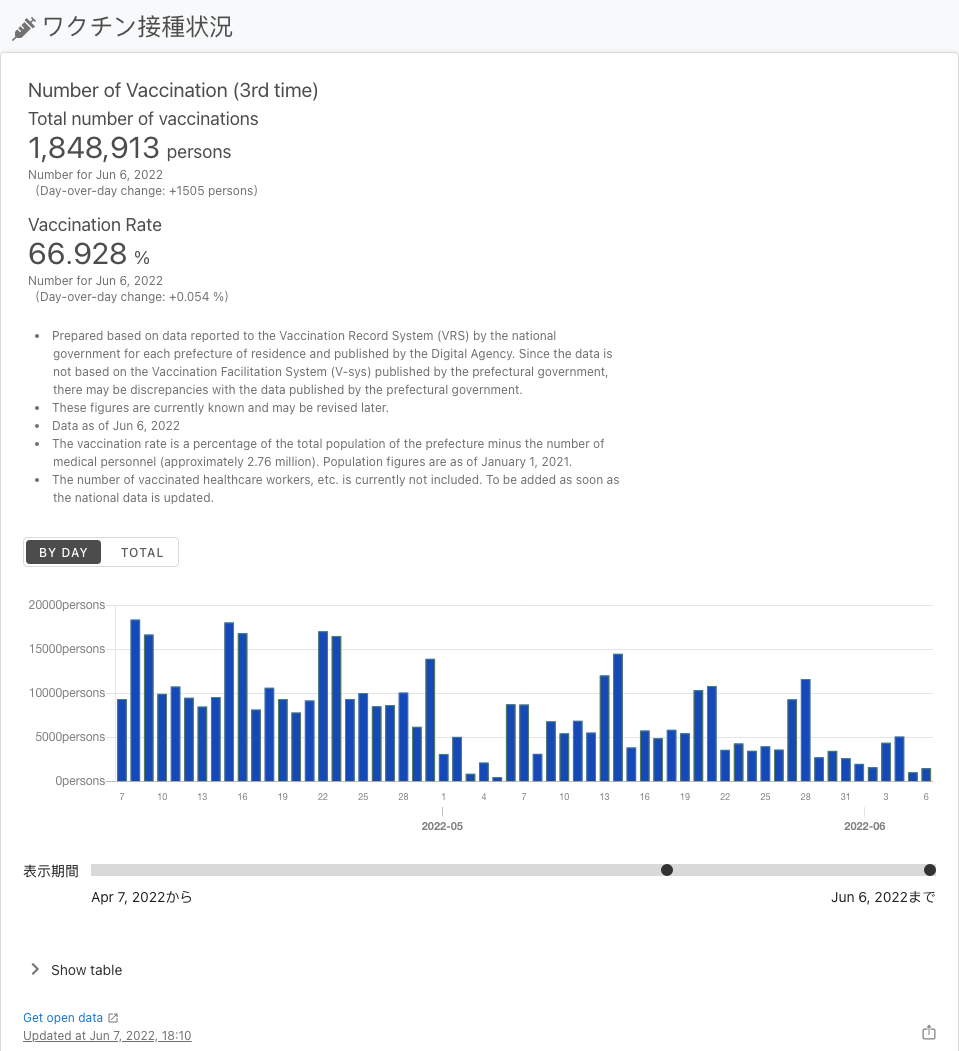 ワクチン接種状況
Number of Vaccination (3rd time)
Total number of vaccinations
1,848,913 persons
Number for Jun 6, 2022
(Day-over-day change: +1505 persons)
Vaccination Rate
66.928 %
Number for Jun 6, 2022
(Day-over-day change: +0.054 %)
• Prepared based on data reported to the Vaccination Record System (VRS) by the national
government for each prefecture of residence and published by the Digital Agency. Since the data is
not based on the Vaccination Facilitation System (V-sys) published by the prefectural government,
there may be discrepancies with the data published by the prefectural government.
• These figures are currently known and may be revised later.
• Data as of Jun 6, 2022
• The vaccination rate is a percentage of the total population of the prefecture minus the number of
medical personnel (approximately 2.76 million). Population figures are as of January 1, 2021.
• The number of vaccinated healthcare workers, etc. is currently not included. To be added as soon as
the national data is updated.
BY DAY TOTAL
20000persons
15000persons
10000persons
5000persons
0persons
7 10 13 16 19 22 25 28 1 4 7 10 13 16 19 22 25 28 31 3 6
2022-05 2022-06
表示期間
Apr 7, 2022から Jun 6, 2022まで
Show table
Get open data
Updated at Jun 7, 2022, 18:10